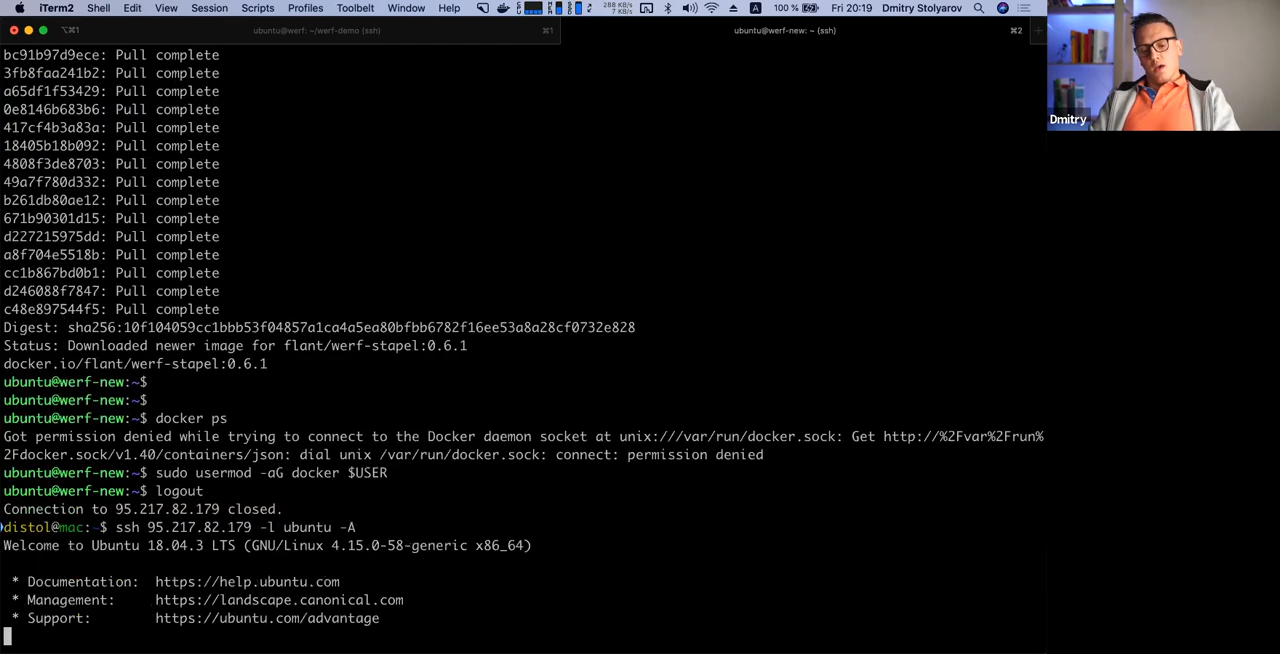 iTerm2 Shell Edit View Session Scripts Profiles Toolbelt Window Help 288 KB/s 7 KB/s 100 % Fri 20:19 Dmitry Stolyarov
⌥⌘1 ubuntu@werf: ~/werf-demo (ssh) ⌘1 ubuntu@werf-new: ~ (ssh) ⌘2
bc91b97d9ece: Pull complete
3fb8faa241b2: Pull complete
a65df1f53429: Pull complete
0e8146b683b6: Pull complete
417cf4b3a83a: Pull complete
18405b18b092: Pull complete
4808f3de8703: Pull complete
49a7f780d332: Pull complete
b261db80ae12: Pull complete
671b90301d15: Pull complete
d227215975dd: Pull complete
a8f704e5518b: Pull complete
cc1b867bd0b1: Pull complete
d246088f7847: Pull complete
c48e897544f5: Pull complete
Digest: sha256:10f104059cc1bbb53f04857a1ca4a5ea80bfbb6782f16ee53a8a28cf0732e828
Status: Downloaded newer image for flant/werf-stapel:0.6.1
docker.io/flant/werf-stapel:0.6.1
ubuntu@werf-new:~$
ubuntu@werf-new:~$
ubuntu@werf-new:~$ docker ps
Got permission denied while trying to connect to the Docker daemon socket at unix:///var/run/docker.sock: Get http://%2Fvar%2Frun%
2Fdocker.sock/v1.40/containers/json: dial unix /var/run/docker.sock: connect: permission denied
ubuntu@werf-new:~$ sudo usermod -aG docker $USER
ubuntu@werf-new:~$ logout
Connection to 95.217.82.179 closed.
distol@mac:~$ ssh 95.217.82.179 -l ubuntu -A
Welcome to Ubuntu 18.04.3 LTS (GNU/Linux 4.15.0-58-generic x86_64)
* Documentation: https://help.ubuntu.com
* Management: https://landscape.canonical.com
* Support: https://ubuntu.com/advantage
Dmitry